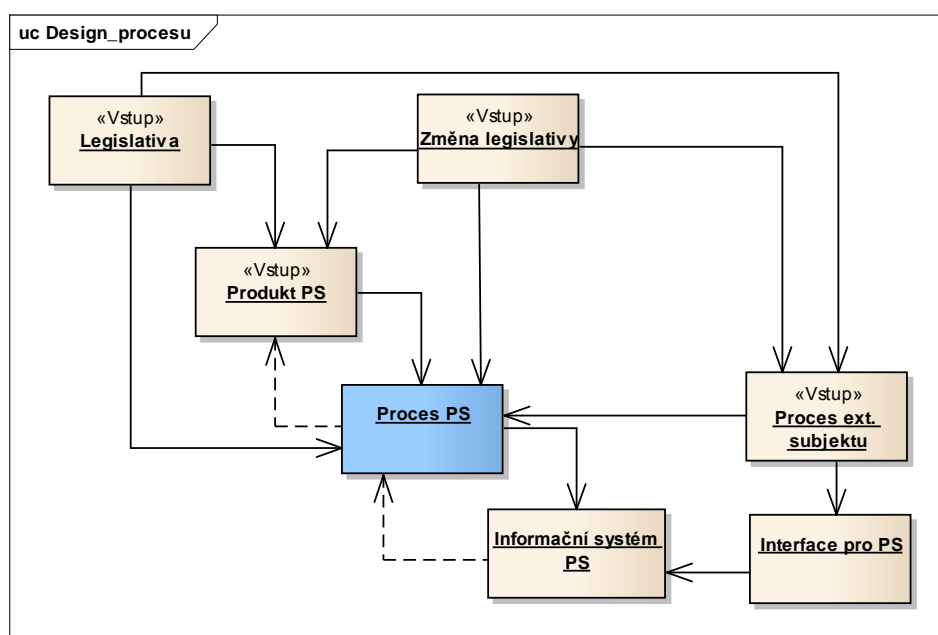 uc Design_procesu
«Vstup»
Legislativa
«Vstup»
Změna legislativy
«Vstup»
Produkt PS
Proces PS
«Vstup»
Proces ext.
subjektu
Informační systém
PS
Interface pro PS